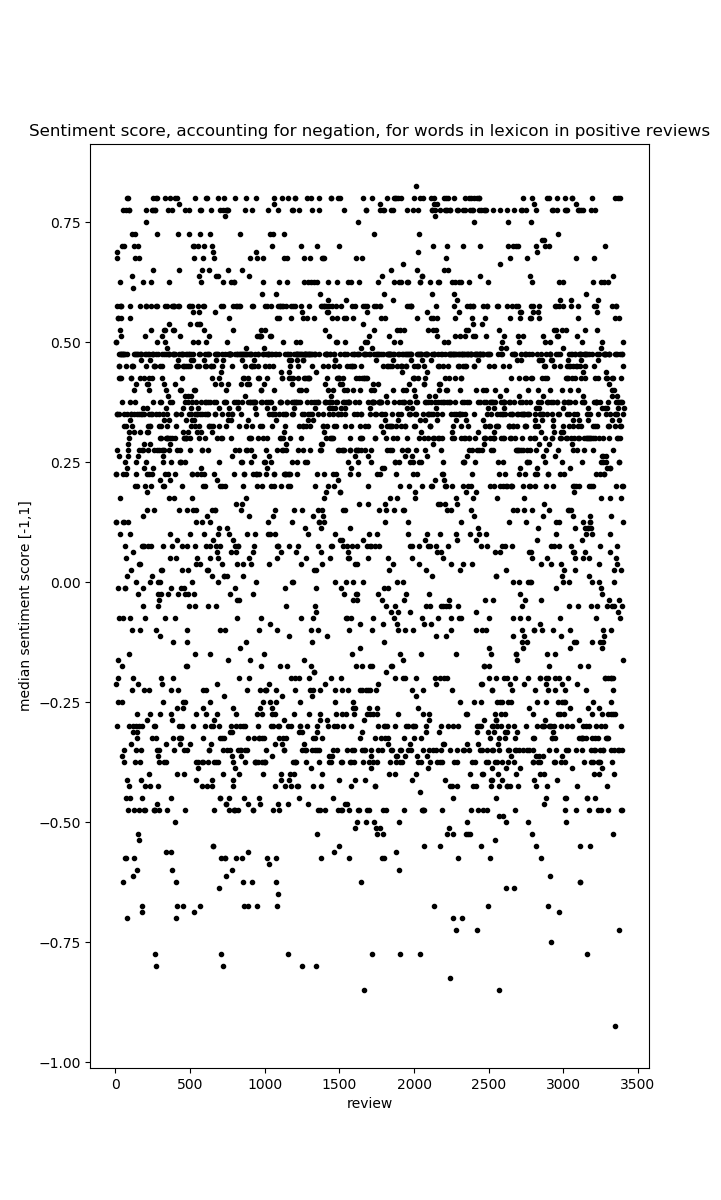 Sentiment score, accounting for negation, for words in lexicon in positive reviews
0.75
0.50
0.25
0.00
−0.25
−0.50
−0.75
−1.00
median sentiment score [-1,1]
0 500 1000 1500 2000 2500 3000 3500
review